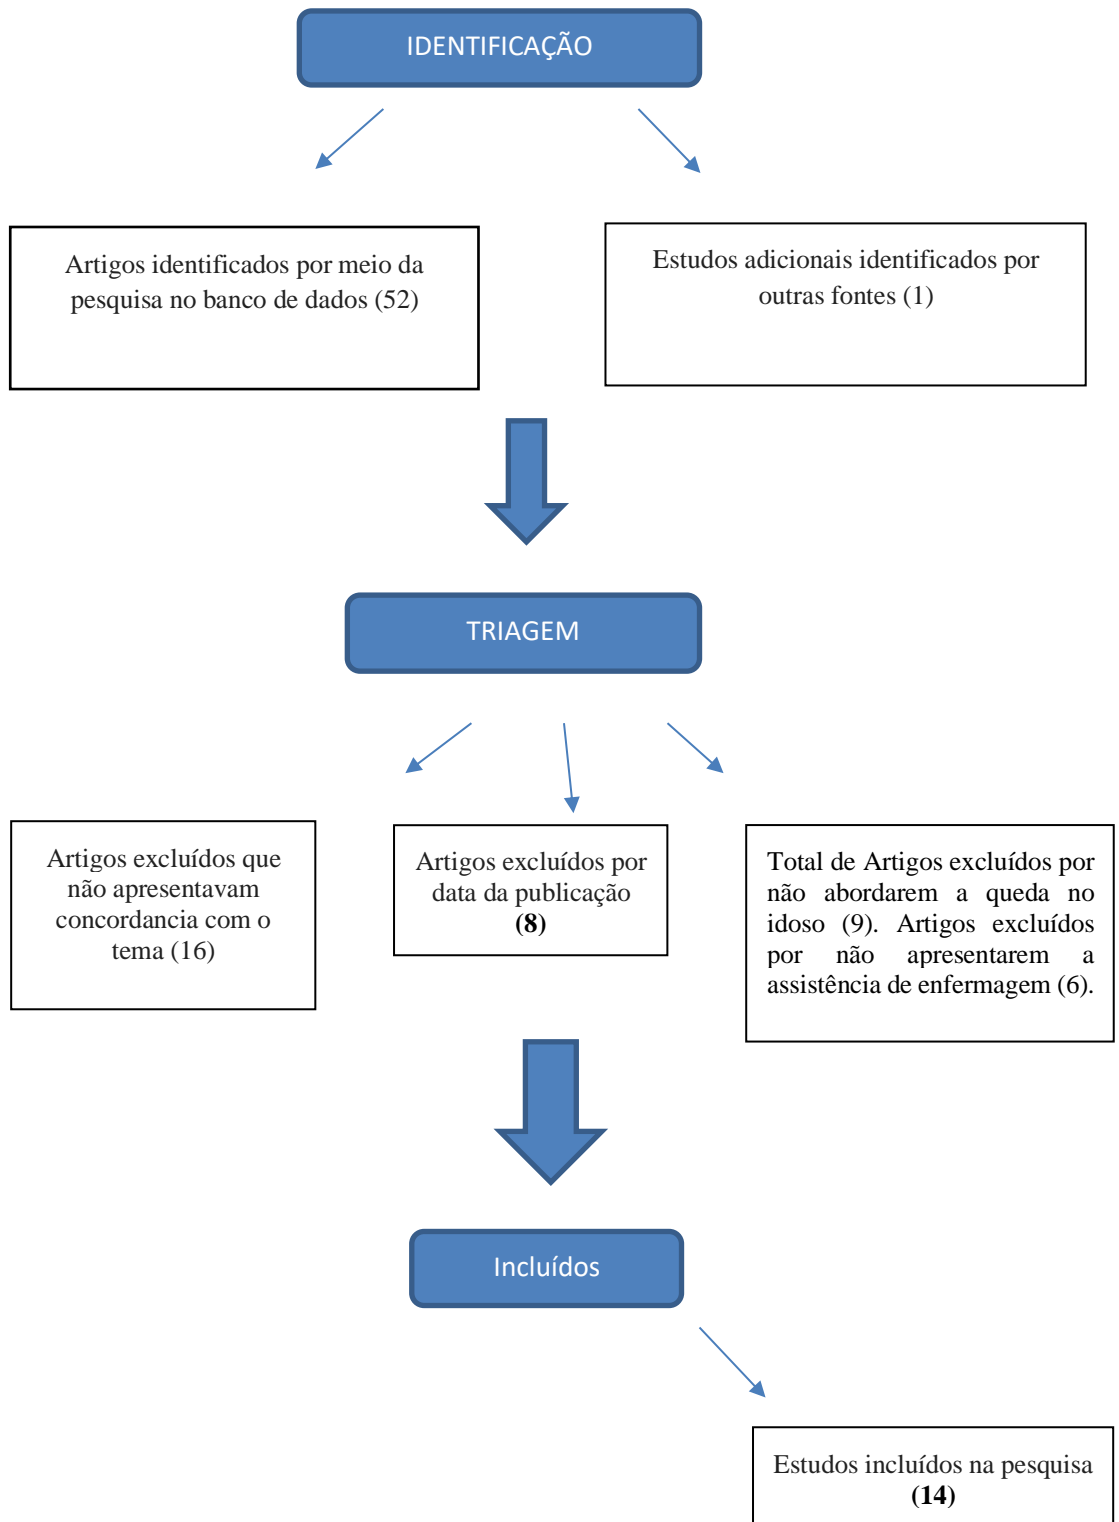 IDENTIFICAÇÃO
Artigos identificados por meio da
pesquisa no banco de dados (52)
Estudos adicionais identificados por
outras fontes (1)
TRIAGEM
Artigos excluídos que
não apresentavam
concordancia com o
tema (16)
Artigos excluídos por
data da publicação
(8)
Total de Artigos excluídos por
não abordarem a queda no
idoso (9). Artigos excluídos
por não apresentarem a
assistência de enfermagem (6).
Incluídos
Estudos incluídos na pesquisa
(14)